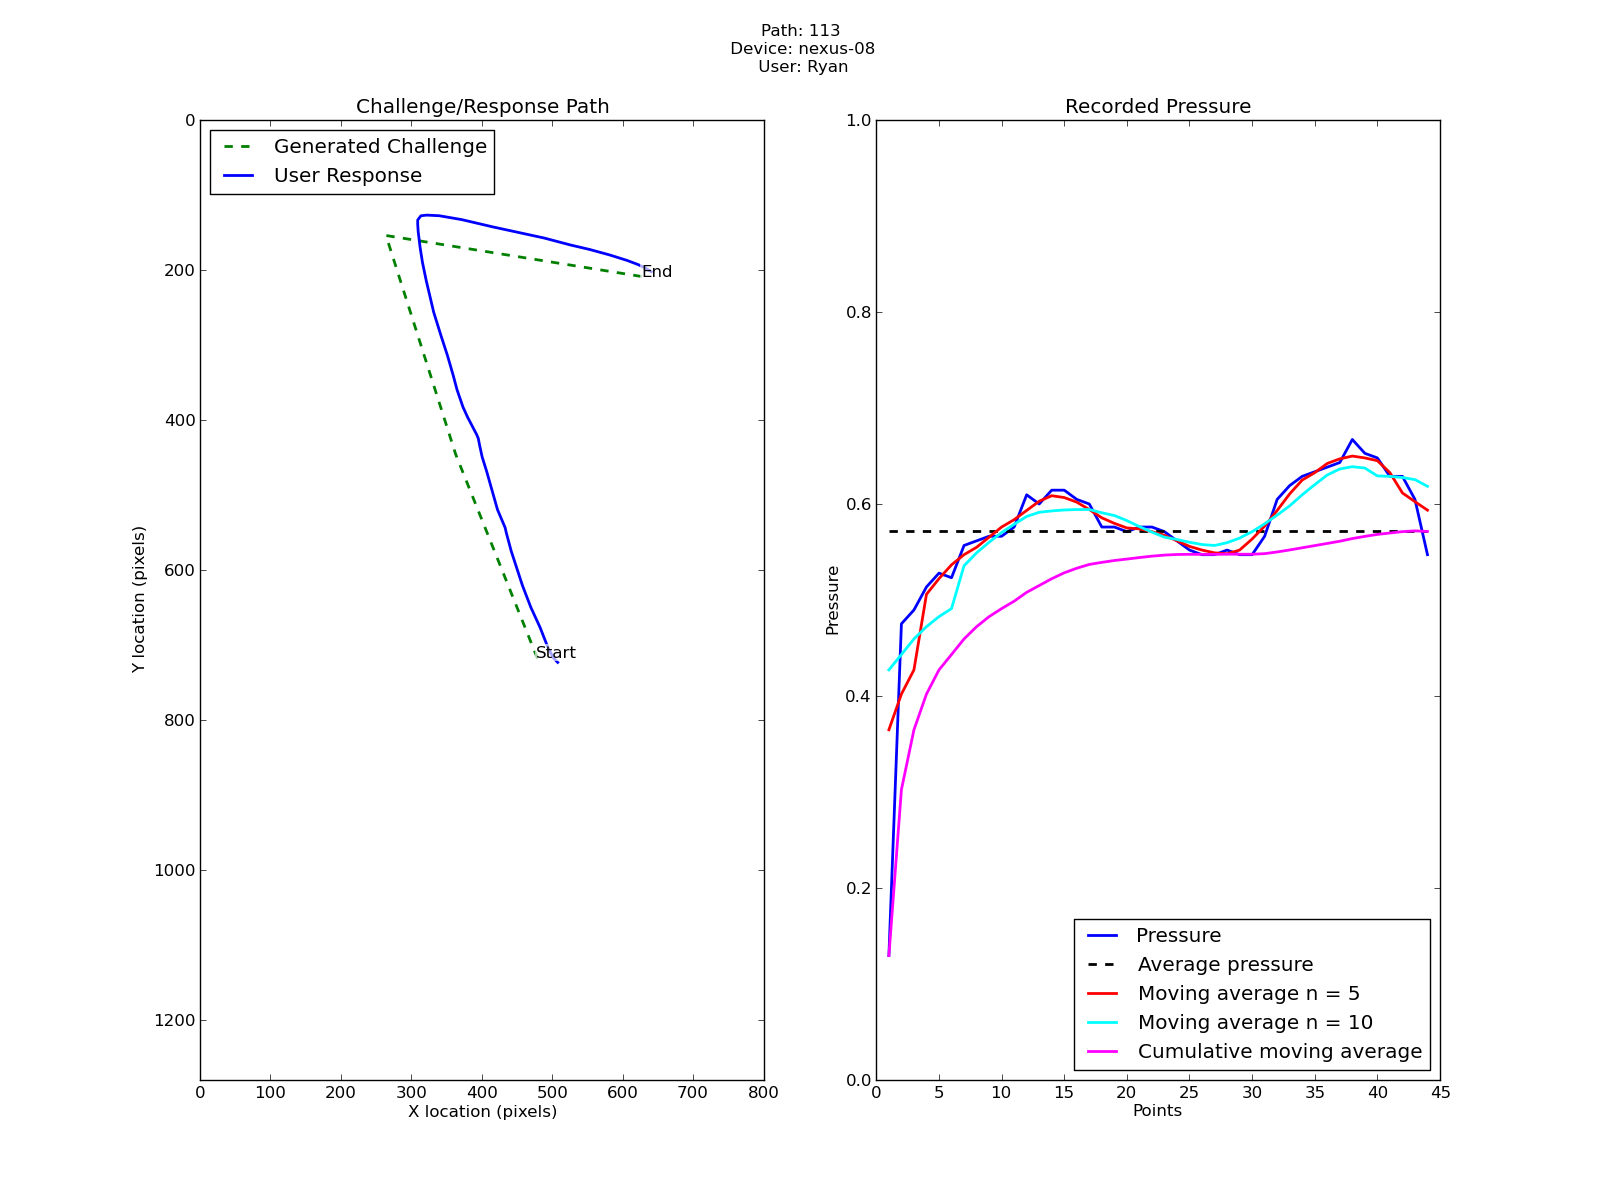 Path: 113
Device: nexus-08
User: Ryan
Challenge/Response Path
Generated Challenge
User Response
End
Start
0
200
400
600
800
1000
1200
Y location (pixels)
0 100 200 300 400 500 600 700 800
X location (pixels)
Recorded Pressure
1.0
0.8
0.6
0.4
0.2
0.0
Pressure
Pressure
Average pressure
Moving average n = 5
Moving average n = 10
Cumulative moving average
0 5 10 15 20 25 30 35 40 45
Points